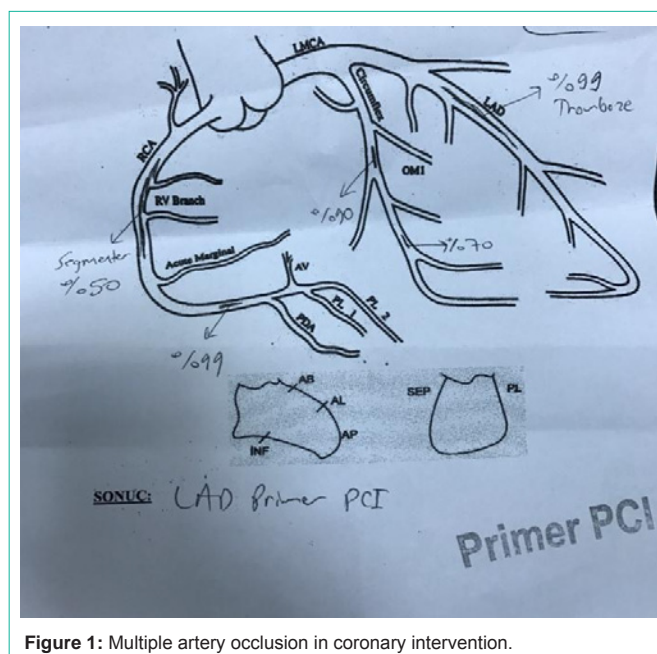 LMCA
Circumflex
LAD
%99
Tromboze
RCA
RV Branch
OM1
%90
%70
Segmenter
%50
Acute Marginal
AV
PL 1
PL 2
PDA
%99
AB
AL
AP
INF
SEP
PL
SONUC: LAD Primer PCI
Primer PCI
Figure 1: Multiple artery occlusion in coronary intervention.